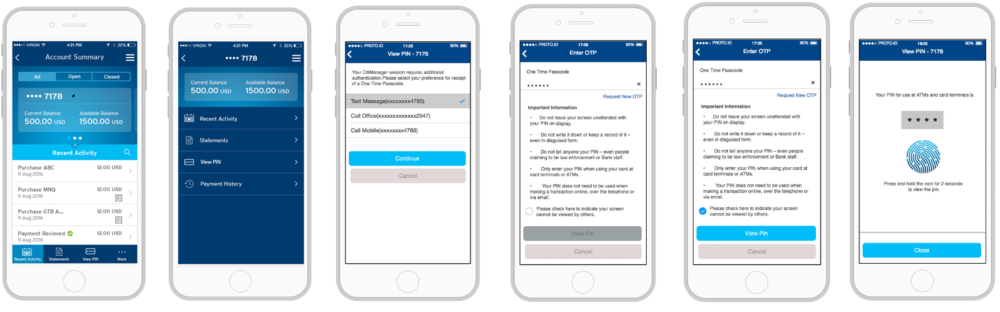 ●●●○○ VIRGIN 4:21 PM 22%
Account Summary
All Open Closed
•••• 7178
Current Balance Available Balance
500.00 USD 1500.00 USD
Recent Activity
Purchase ABC 12.00 USD
11 Aug 2016
Purchase MNQ 12.00 USD
11 Aug 2016
Purchase GTB A... 12.00 USD
11 Aug 2016
Payment Recieved 12.00 USD
11 Aug 2016
Recent Activity Statements View PIN More
●●●○○ VIRGIN 4:21 PM 22%
•••• 7178
Current Balance Available Balance
500.00 USD 1500.00 USD
Recent Activity
Statements
View PIN
Payment History
●●●●○ PROTO.IO 11:33 90%
View PIN - 7178
Your CitiManager session requires additional
authentication.Please select your preference for receipt
of a One Time Passcode.
Text Message(xxxxxxxx4785)
Call Office(xxxxxxxxxxxxx2547)
Call Mobile(xxxxxxxx4785)
Continue
Cancel
●●●●○ PROTO.IO 17:38 90%
Enter OTP
One Time Passcode
• • • • • • ×
Request New OTP
Important Information
• Do not leave your screen unattended with
your PIN on display.
• Do not write it down or keep a record of it –
even in disguised form.
• Do not tell anyone your PIN – even people
claiming to be law enforcement or Bank staff.
• Only enter your PIN when using your card at
card terminals or ATMs.
• Your PIN does not need to be used when
making a transaction online, over the telephone or
via email.
Please check here to indicate your screen
cannot be viewed by others.
View Pin
Cancel
●●●●○ PROTO.IO 17:38 90%
Enter OTP
One Time Passcode
• • • • • • ×
Request New OTP
Important Information
• Do not leave your screen unattended with
your PIN on display.
• Do not write it down or keep a record of it –
even in disguised form.
• Do not tell anyone your PIN – even people
claiming to be law enforcement or Bank staff.
• Only enter your PIN when using your card at
card terminals or ATMs.
• Your PIN does not need to be used when
making a transaction online, over the telephone or
via email.
Please check here to indicate your screen
cannot be viewed by others.
View Pin
Cancel
●●●●○ PROTO.IO 16:05 90%
View PIN - 7178
Your PIN for use at ATMs and card terminals is
* * * *
Press and hold the icon for 2 seconds
to view the pin.
Close